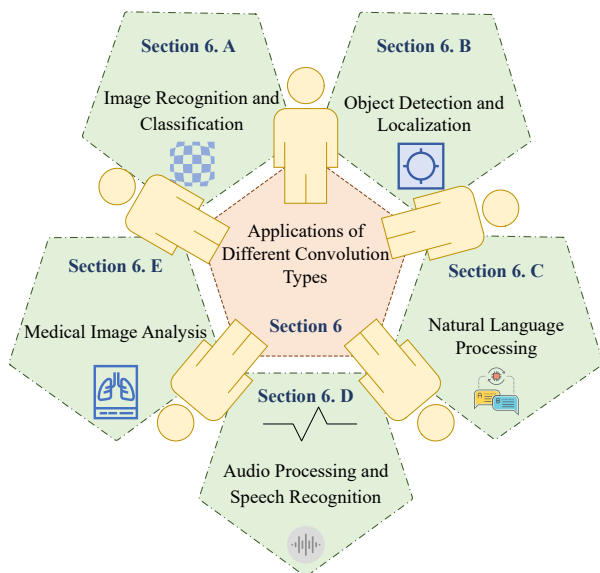 Section 6. A
Image Recognition and
Classification
Section 6. B
Object Detection and
Localization
Applications of
Different Convolution
Types
Section 6
Section 6. E
Medical Image Analysis
Section 6. C
Natural Language
Processing
A
B
Section 6. D
Audio Processing and
Speech Recognition